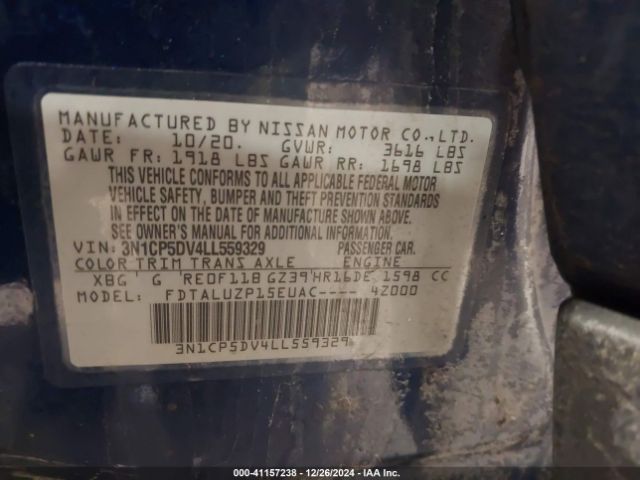 MANUFACTURED BY NISSAN MOTOR CO.,LTD.
DATE: 10/20. GVWR: 3616 LBS
GAWR FR: 1918 LBS GAWR RR: 1698 LBS
THIS VEHICLE CONFORMS TO ALL APPLICABLE FEDERAL MOTOR
VEHICLE SAFETY, BUMPER AND THEFT PREVENTION STANDARDS
IN EFFECT ON THE DATE OF MANUFACTURE SHOWN ABOVE.
SEE OWNER'S MANUAL FOR ADDITIONAL INFORMATION.
VIN: 3N1CP5DV4LL559329 PASSENGER CAR.
COLOR TRIM TRANS AXLE ENGINE
XBG G RE0F11B GZ39 HR16DE 1598 CC
MODEL: FDTALUZP15EUAC---- 4Z000
3N1CP5DV4LL559329
000-41157238 - 12/26/2024 - IAA Inc.